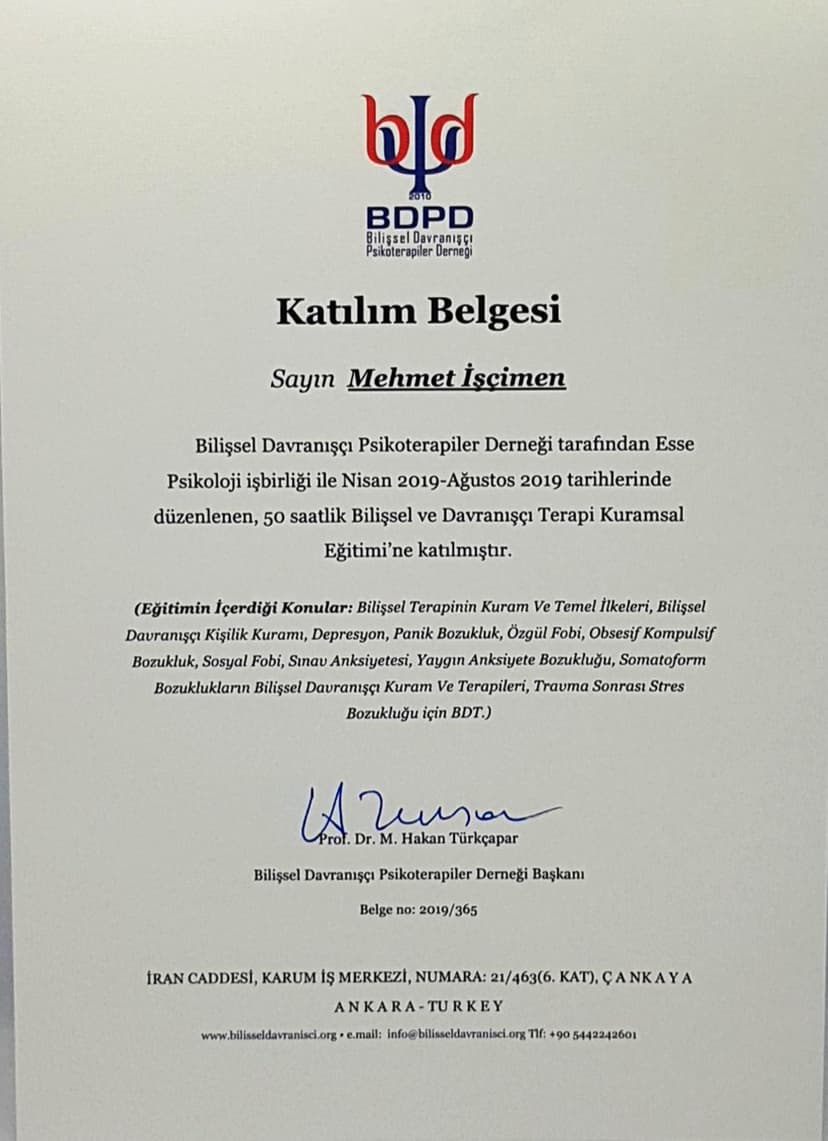 bψd
2010
BDPD
Bilişsel Davranışçı
Psikoterapiler Derneği
Katılım Belgesi
Sayın Mehmet İşçimen
Bilişsel Davranışçı Psikoterapiler Derneği tarafından Esse
Psikoloji işbirliği ile Nisan 2019-Ağustos 2019 tarihlerinde
düzenlenen, 50 saatlik Bilişsel ve Davranışçı Terapi Kuramsal
Eğitimi’ne katılmıştır.
(Eğitimin İçerdiği Konular: Bilişsel Terapinin Kuram Ve Temel İlkeleri, Bilişsel
Davranışçı Kişilik Kuramı, Depresyon, Panik Bozukluk, Özgül Fobi, Obsesif Kompulsif
Bozukluk, Sosyal Fobi, Sınav Anksiyetesi, Yaygın Anksiyete Bozukluğu, Somatoform
Bozuklukların Bilişsel Davranışçı Kuram Ve Terapileri, Travma Sonrası Stres
Bozukluğu için BDT.)
Prof. Dr. M. Hakan Türkçapar
Bilişsel Davranışçı Psikoterapiler Derneği Başkanı
Belge no: 2019/365
İRAN CADDESİ, KARUM İŞ MERKEZİ, NUMARA: 21/463(6. KAT), ÇANKAYA
ANKARA-TURKEY
www.bilisseldavranisci.org • e.mail: info@bilisseldavranisci.org Tlf: +90 5442242601